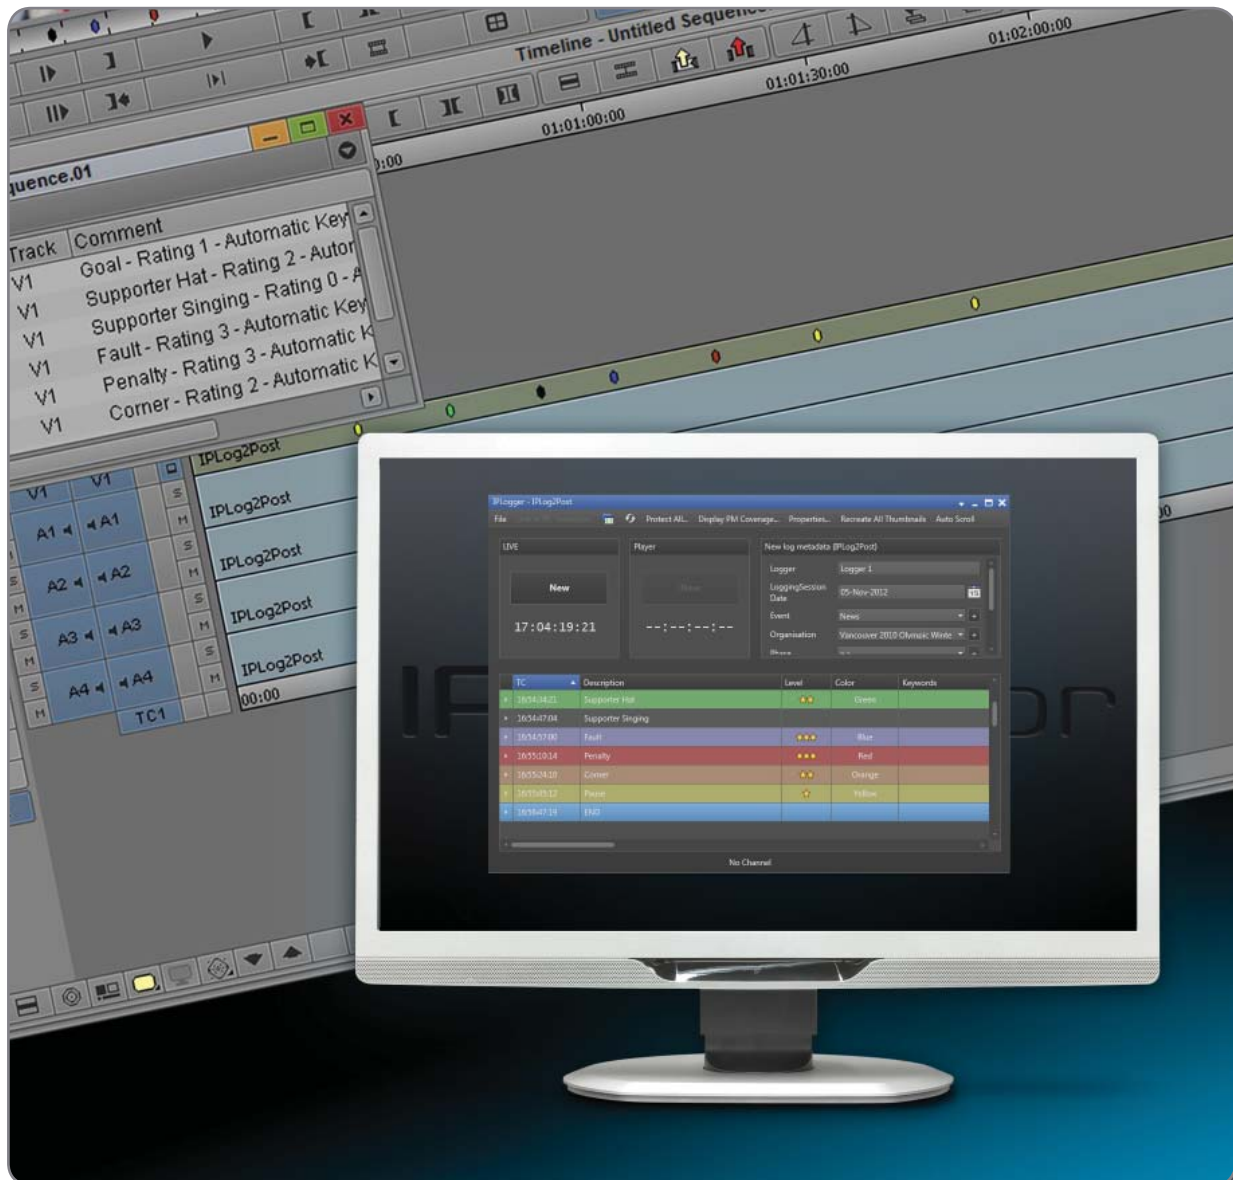 Timeline - Untitled Sequence
01:02:00:00
01:01:30:00
01:01:00:00
0:00
quence.01
Track Comment
V1 Goal - Rating 1 - Automatic Key
V1 Supporter Hat - Rating 2 - Autor
V1 Supporter Singing - Rating 0 - A
V1 Fault - Rating 3 - Automatic Key
V1 Penalty - Rating 3 - Automatic K
V1 Corner - Rating 2 - Automatic K
V1 V1 IPLog2Post
A1 A1 S M IPLog2Post
A2 A2 S M IPLog2Post
A3 A3 S M IPLog2Post
A4 A4 S M IPLog2Post
TC1 00:00
IPLogger - IPLog2Post
File Protect All... Display PM Coverage... Properties... Recreate All Thumbnails Auto Scroll
LIVE Player New log metadata (IPLog2Post)
New
17:04:19:21 --:--:--:--
Logger Logger 1
LoggingSession Date 05-Nov-2012
Event News
Organisation Vancouver 2010 Olympic Winte
Phase
TC Description Level Color Keywords
16:54:34:21 Supporter Hat Green
16:54:47:04 Supporter Singing
16:54:57:00 Fault Blue
16:55:10:14 Penalty Red
16:55:24:10 Corner Orange
Pause Yellow
16:56:47:19 END
No Channel